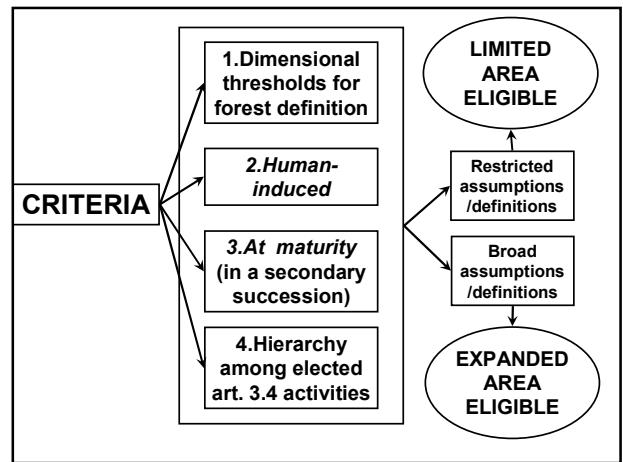 CRITERIA
1.Dimensional
thresholds for
forest definition
2.Human-
induced
3.At maturity
(in a secondary
succession)
4.Hierarchy
among elected
art. 3.4 activities
LIMITED
AREA
ELIGIBLE
Restricted
assumptions
/definitions
Broad
assumptions
/definitions
EXPANDED
AREA
ELIGIBLE